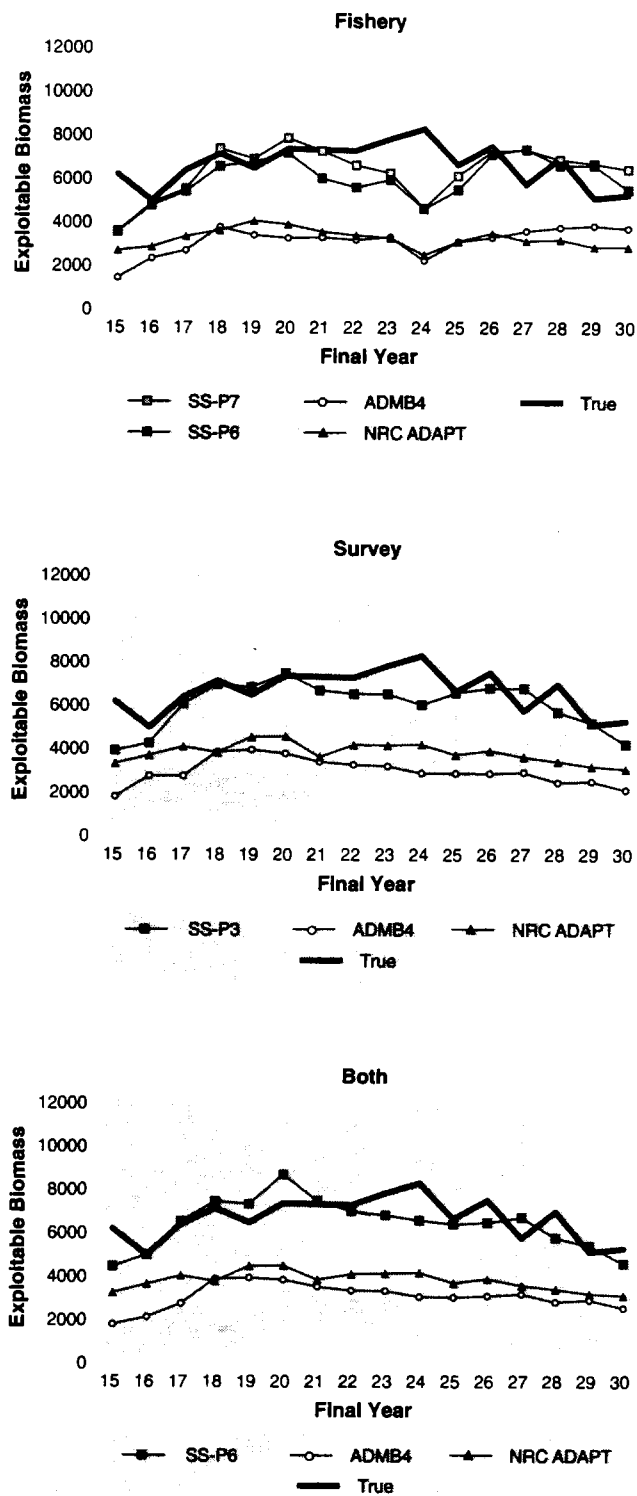 Fishery
12000
10000
8000
6000
4000
2000
0
Exploitable Biomass
15 16 17 18 19 20 21 22 23 24 25 26 27 28 29 30
Final Year
SS-P7 ADMB4 True
SS-P6 NRC ADAPT
Survey
12000
10000
8000
6000
4000
2000
0
Exploitable Biomass
15 16 17 18 19 20 21 22 23 24 25 26 27 28 29 30
Final Year
SS-P3 ADMB4 NRC ADAPT
True
Both
12000
10000
8000
6000
4000
2000
0
Exploitable Biomass
15 16 17 18 19 20 21 22 23 24 25 26 27 28 29 30
Final Year
SS-P6 ADMB4 NRC ADAPT
True